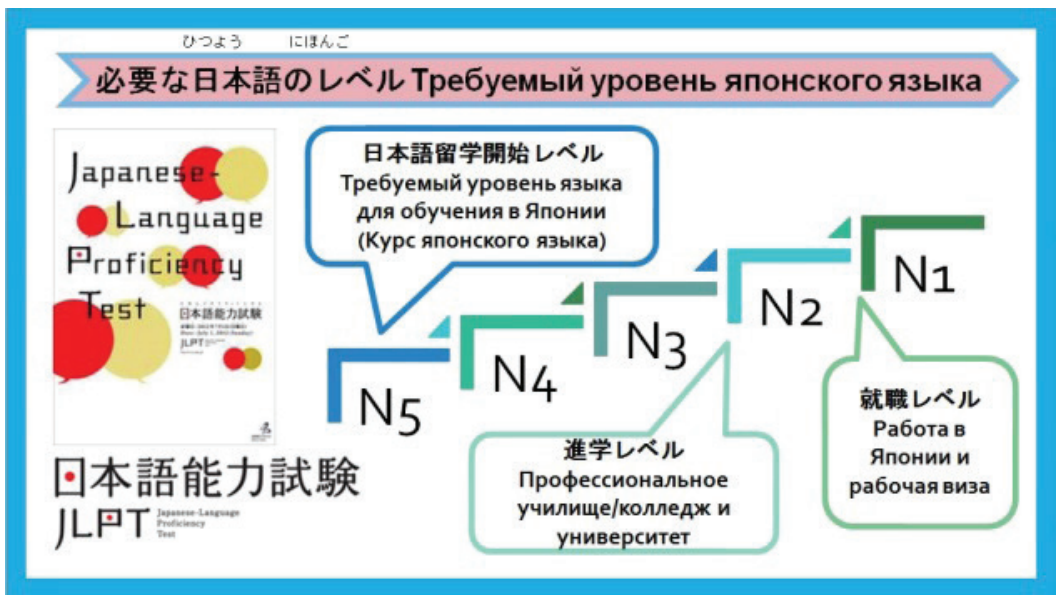 ひつよう にほんご
必要な日本語のレベル Требуемый уровень японского языка
Japanese-
Language
Proficiency
Test
日本語能力試験
JLPT
日本語留学開始レベル
Требуемый уровень языка
для обучения в Японии
(Курс японского языка)
N5
N4
N3
N2
N1
進学レベル
Профессиональное
училище/колледж и
университет
就職レベル
Работа в
Японии и
рабочая виза
日本語能力試験
JLPT
Japanese-Language
Proficiency
Test